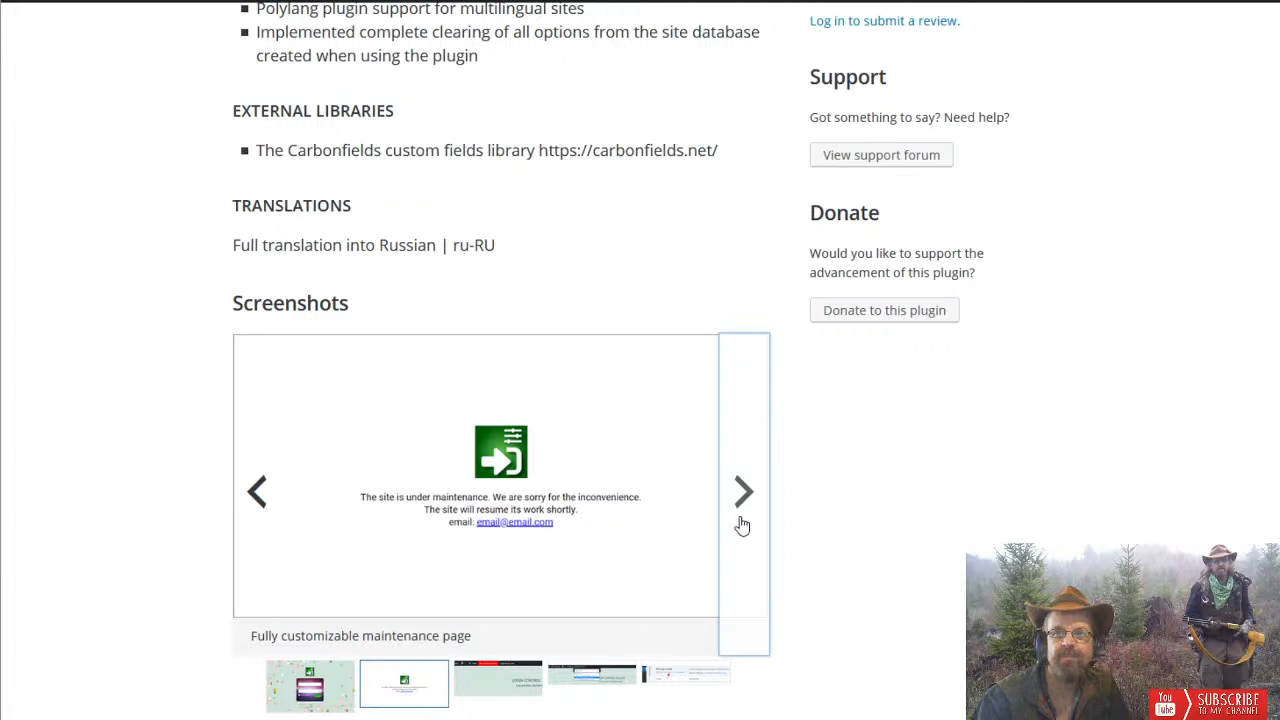 Polylang plugin support for multilingual sites
Implemented complete clearing of all options from the site database
created when using the plugin
EXTERNAL LIBRARIES
The Carbonfields custom fields library https://carbonfields.net/
TRANSLATIONS
Full translation into Russian | ru-RU
Screenshots
The site is under maintenance. We are sorry for the inconvenience.
The site will resume its work shortly.
email: email@email.com
Fully customizable maintenance page
Log in to submit a review.
Support
Got something to say? Need help?
View support forum
Donate
Would you like to support the
advancement of this plugin?
Donate to this plugin
You
Tube
SUBSCRIBE
TO MY CHANNEL